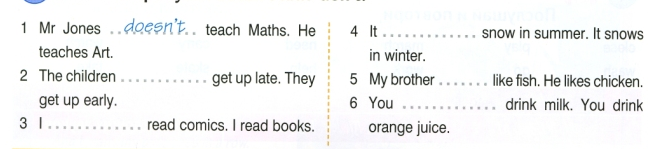 1 Mr Jones ..doesn't.. teach Maths. He
teaches Art.
2 The children ............ get up late. They
get up early.
3 I ............. read comics. I read books.
4 It ............. snow in summer. It snows
in winter.
5 My brother ....... like fish. He likes chicken.
6 You ............. drink milk. You drink
orange juice.